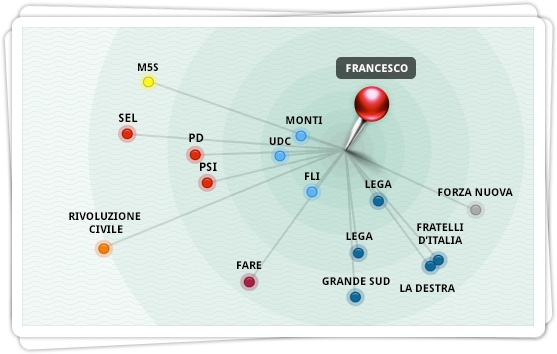 FRANCESCO
M5S
SEL
MONTI
PD
UDC
PSI
FLI
LEGA
FORZA NUOVA
RIVOLUZIONE
CIVILE
FRATELLI
D'ITALIA
LEGA
FARE
GRANDE SUD
LA DESTRA